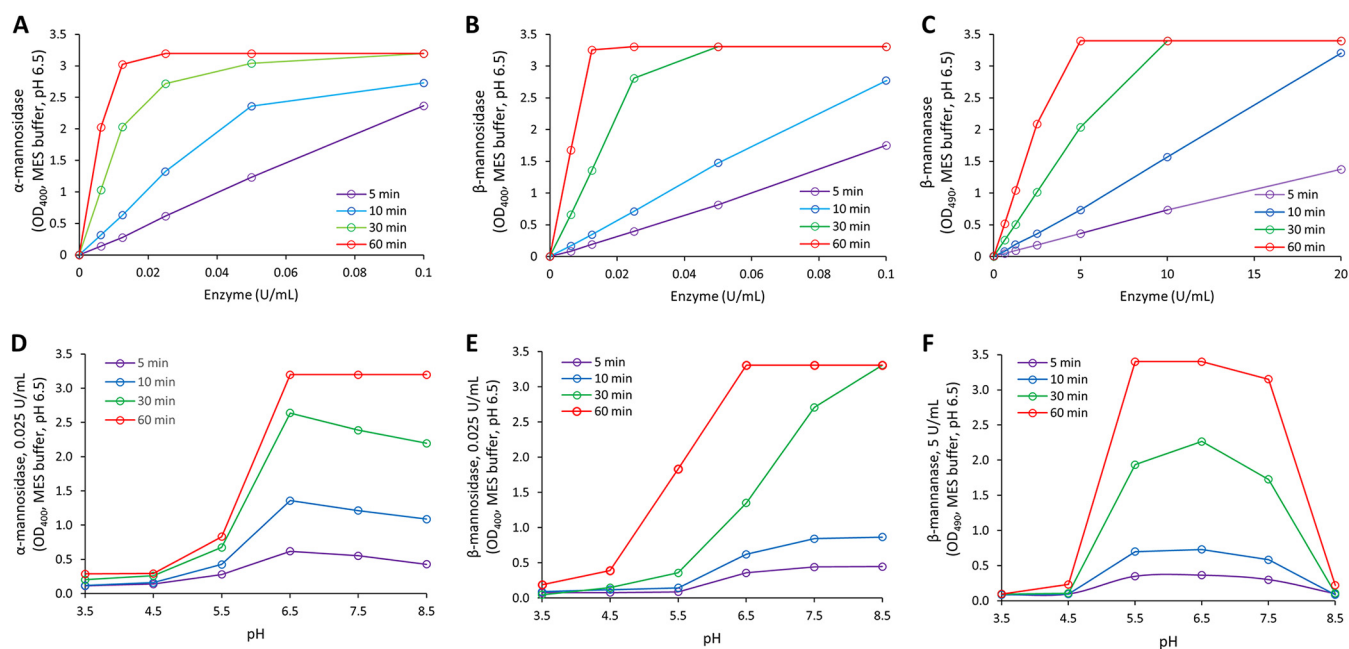 A
α-mannosidase
(OD400, MES buffer, pH 6.5)
3.5
3
2.5
2
1.5
1
0.5
0
0
0.02
0.04
0.06
0.08
0.1
Enzyme (U/mL)
5 min
10 min
30 min
60 min
B
β-mannosidase
(OD400, MES buffer, pH 6.5)
3.5
3
2.5
2
1.5
1
0.5
0
0
0.02
0.04
0.06
0.08
0.1
Enzyme (U/mL)
5 min
10 min
30 min
60 min
C
β-mannanase
(OD490, MES buffer, pH 6.5)
3.5
3
2.5
2
1.5
1
0.5
0
0
5
10
15
20
Enzyme (U/mL)
5 min
10 min
30 min
60 min
D
α-mannosidase, 0.025 U/mL
(OD400, MES buffer, pH 6.5)
3.5
3.0
2.5
2.0
1.5
1.0
0.5
0.0
3.5
4.5
5.5
6.5
7.5
8.5
pH
5 min
10 min
30 min
60 min
E
β-mannosidase, 0.025 U/mL
(OD400, MES buffer, pH 6.5)
3.5
3.0
2.5
2.0
1.5
1.0
0.5
0.0
3.5
4.5
5.5
6.5
7.5
8.5
pH
5 min
10 min
30 min
60 min
F
β-mannanase, 5 U/mL
(OD490, MES buffer, pH 6.5)
3.5
3.0
2.5
2.0
1.5
1.0
0.5
0.0
3.5
4.5
5.5
6.5
7.5
8.5
pH
5 min
10 min
30 min
60 min